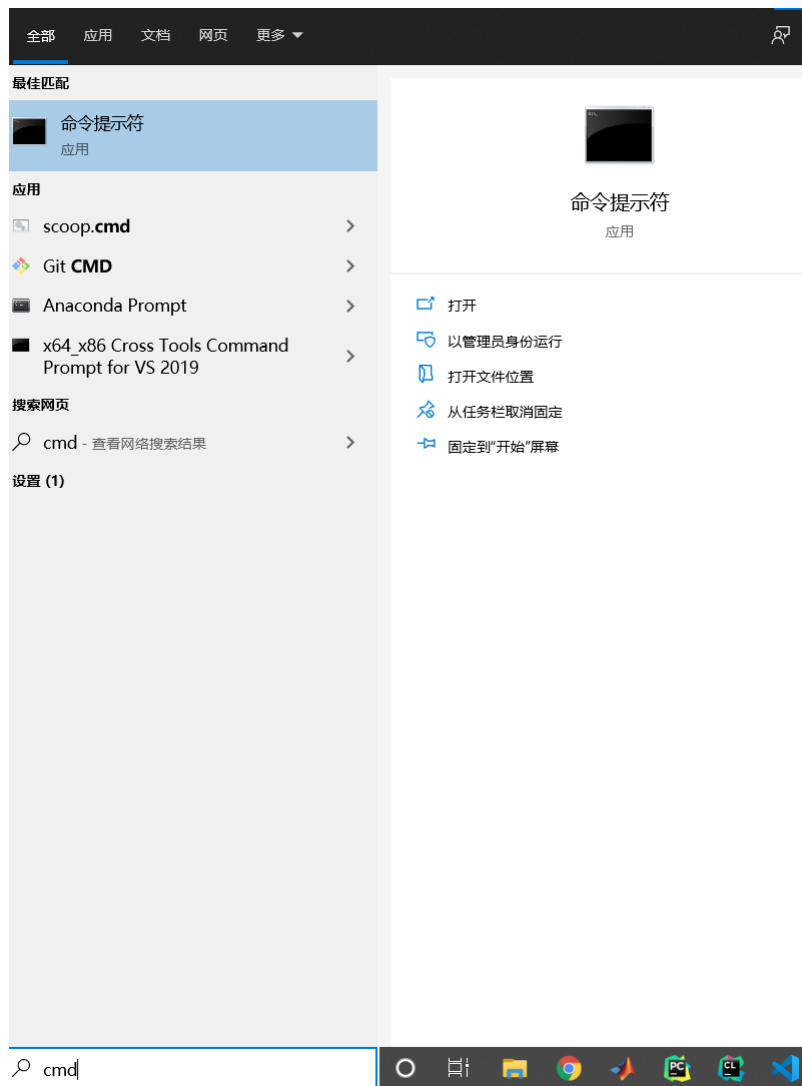 全部 应用 文档 网页 更多
最佳匹配
命令提示符
应用
应用
scoop.cmd
Git CMD
Anaconda Prompt
x64_x86 Cross Tools Command
Prompt for VS 2019
搜索网页
cmd - 查看网络搜索结果
设置 (1)
命令提示符
应用
打开
以管理员身份运行
打开文件位置
从任务栏取消固定
固定到"开始"屏幕
cmd
PC
CL